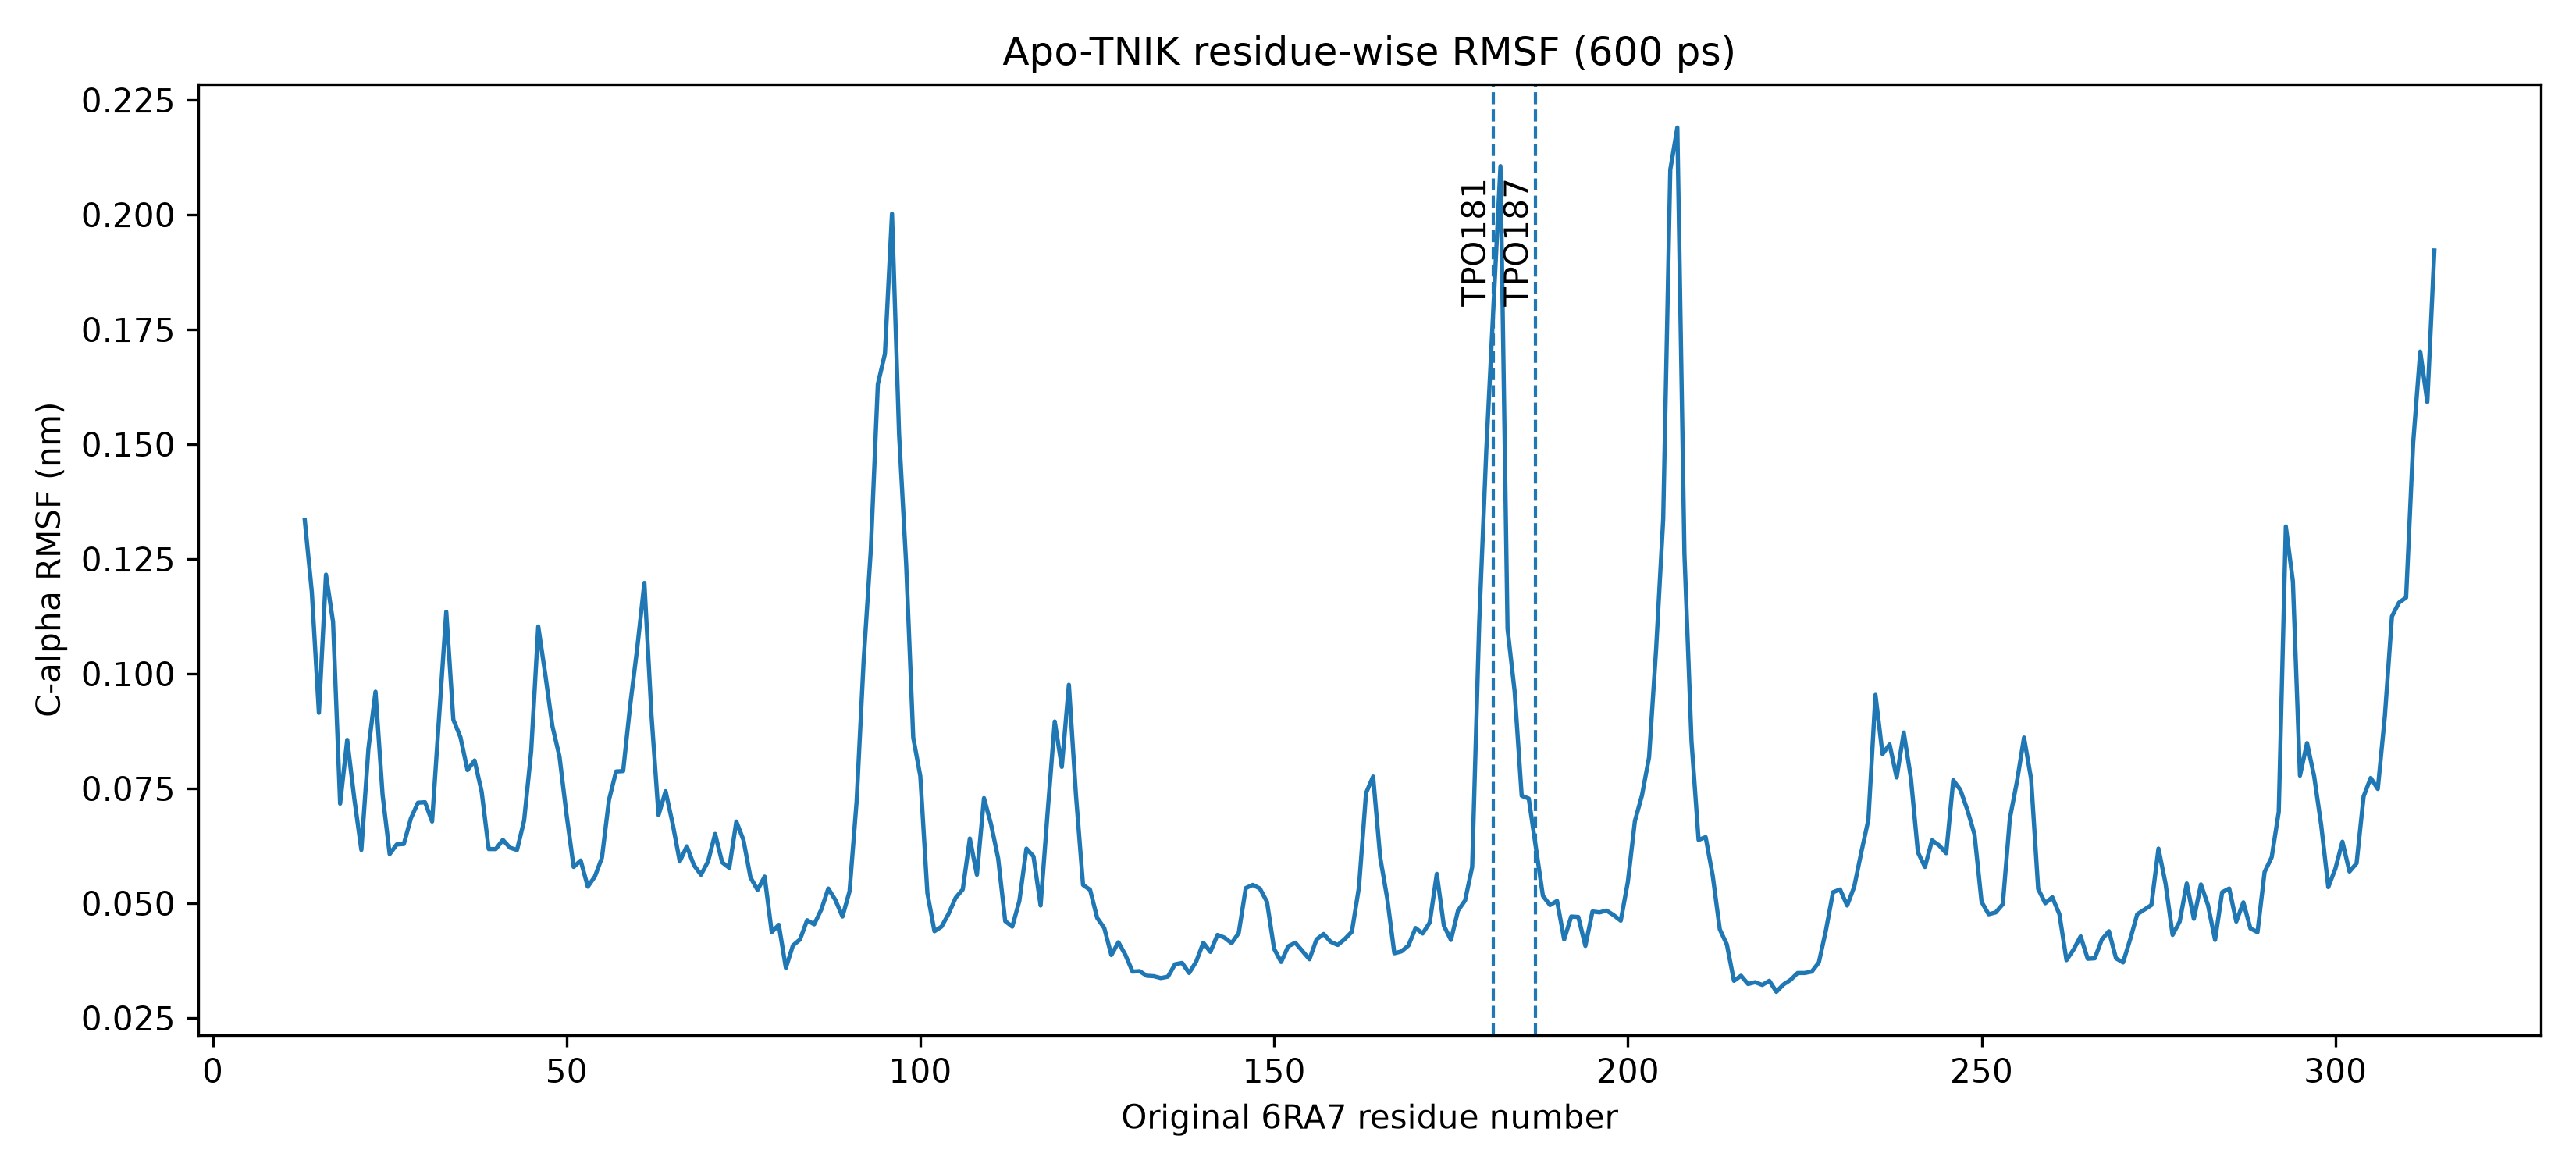 Apo-TNIK residue-wise RMSF (600 ps)
C-alpha RMSF (nm)
0.225
0.200
0.175
0.150
0.125
0.100
0.075
0.050
0.025
TPO181
TPO187
0 50 100 150 200 250 300
Original 6RA7 residue number